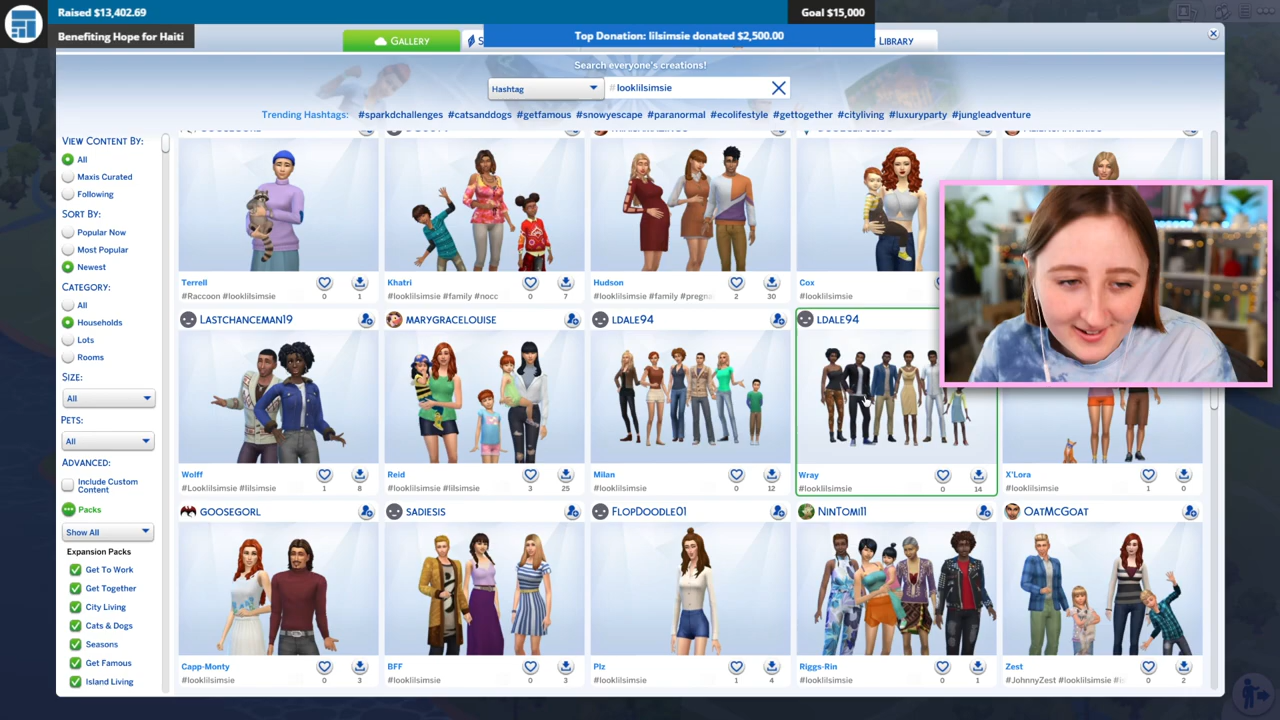 Raised $13,402.69
Goal $15,000
Benefiting Hope for Haiti
Top Donation: lilsimsie donated $2,500.00
GALLERY
LIBRARY
Search everyone's creations!
Hashtag
# looklilsimsie
Trending Hashtags: #sparkdchallenges #catsanddogs #getfamous #snowyescape #paranormal #ecolifestyle #gettogether #cityliving #luxuryparty #jungleadventure
VIEW CONTENT BY:
All
Maxis Curated
Following
SORT BY:
Popular Now
Most Popular
Newest
CATEGORY:
All
Households
Lots
Rooms
SIZE:
All
PETS:
All
ADVANCED:
Include Custom
Content
Packs
Show All
Expansion Packs
Get To Work
Get Together
City Living
Cats & Dogs
Seasons
Get Famous
Island Living
Terrell
0 1
#Raccoon #looklilsimsie
Khatri
0 7
#looklilsimsie #family #nocc
Hudson
2 30
#looklilsimsie #family #pregna
Cox
#looklilsimsie
LASTCHANCEMAN19
Wolff
1 8
#Looklilsimsie #lilsimsie
MARYGRACELOUISE
Reid
3 25
#looklilsimsie #lilsimsie
LDALE94
Milan
0 12
#looklilsimsie
LDALE94
Wray
0 14
#looklilsimsie
X'Lora
1 0
#looklilsimsie
GOOSEGORL
Capp-Monty
0 3
#looklilsimsie
SADIESIS
BFF
0 3
#looklilsimsie
FLOPDOODLE01
Plz
1 4
#looklilsimsie
NINTOMI11
Riggs-Rin
0 1
#looklilsimsie
OATMCGOAT
Zest
0 2
#JohnnyZest #looklilsimsie